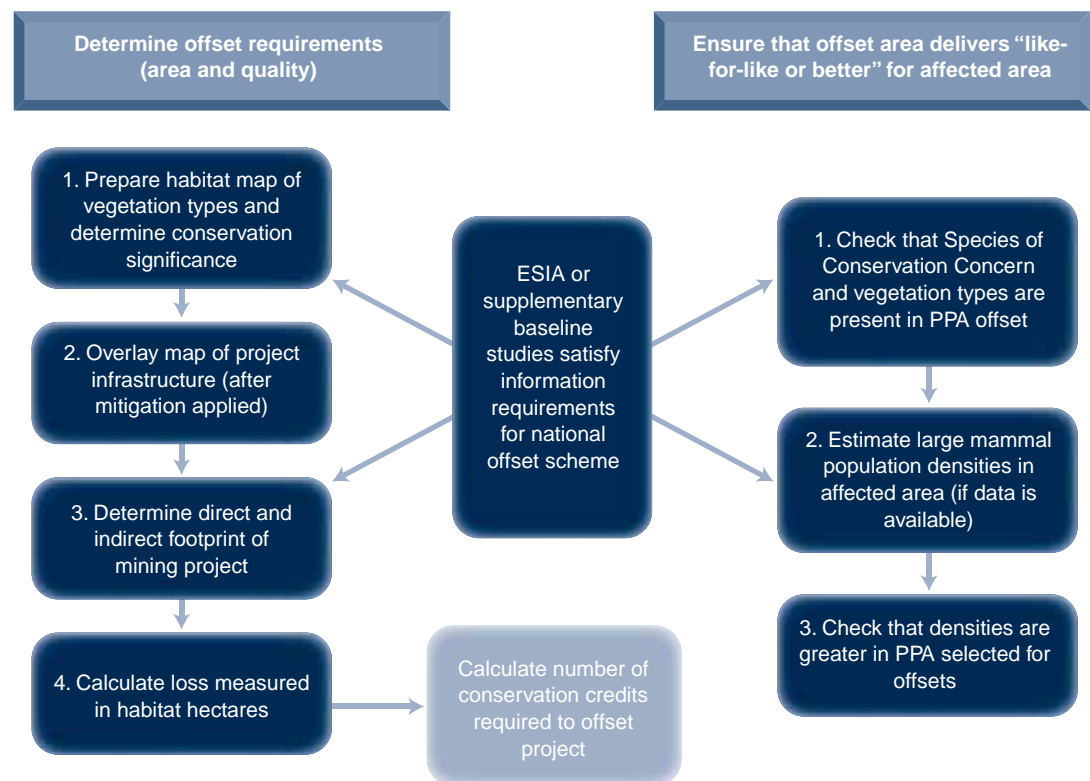 Determine offset requirements
(area and quality)
Ensure that offset area delivers “like-
for-like or better” for affected area
1. Prepare habitat map of
vegetation types and
determine conservation
significance
2. Overlay map of project
infrastructure (after
mitigation applied)
3. Determine direct and
indirect footprint of
mining project
4. Calculate loss measured
in habitat hectares
Calculate number of
conservation credits
required to offset
project
ESIA or
supplementary
baseline
studies satisfy
information
requirements
for national
offset scheme
1. Check that Species of
Conservation Concern
and vegetation types are
present in PPA offset
2. Estimate large mammal
population densities in
affected area (if data is
available)
3. Check that densities are
greater in PPA selected for
offsets